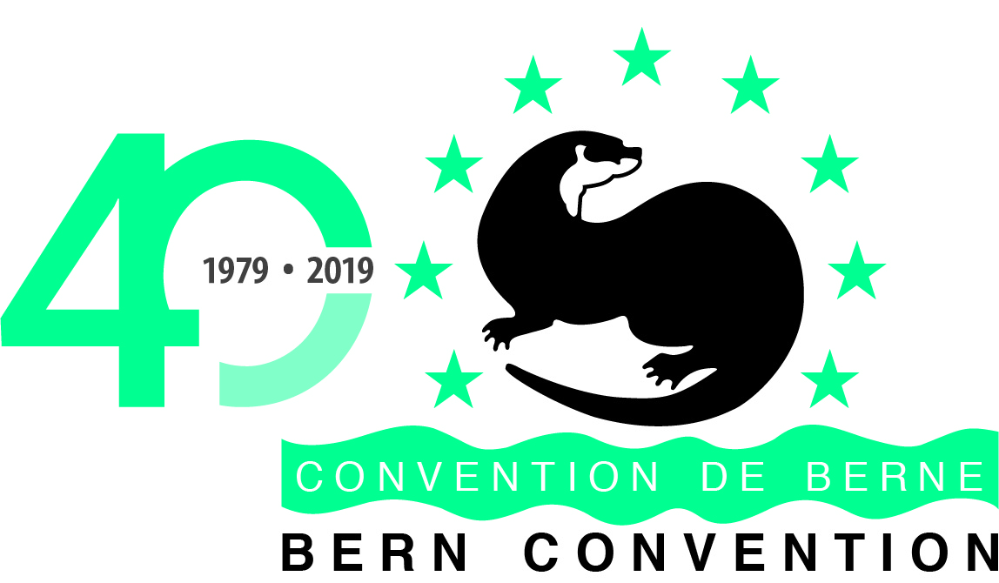 40
1979 • 2019
CONVENTION DE BERNE
BERN CONVENTION